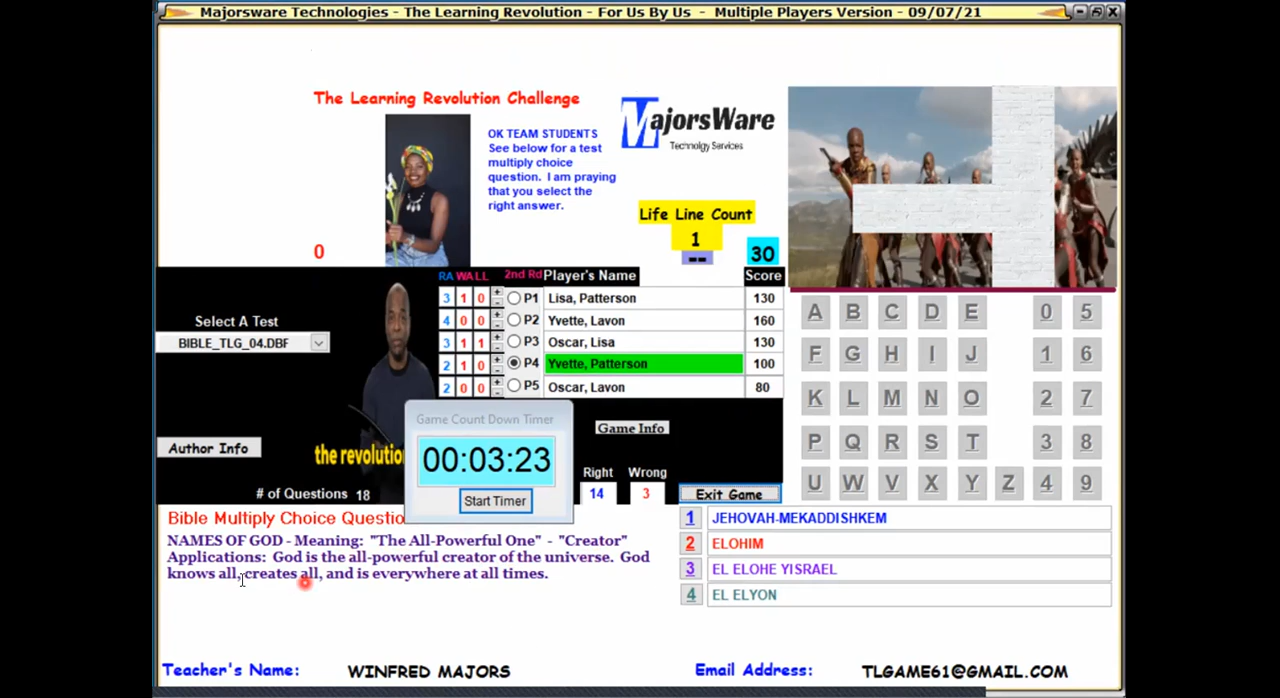 Majorsware Technologies - The Learning Revolution - For Us By Us - Multiple Players Version - 09/07/21
The Learning Revolution Challenge
MajorsWare
Technolgy Services
OK TEAM STUDENTS
See below for a test
multiply choice
question. I am praying
that you select the
right answer.
Life Line Count
1
--
30
0
RA WA LL 2nd Rd Player's Name Score
3 1 0 + - P1 Lisa, Patterson 130
4 0 0 + - P2 Yvette, Lavon 160
3 1 1 + - P3 Oscar, Lisa 130
2 1 0 + - P4 Yvette, Patterson 100
2 0 0 + - P5 Oscar, Lavon 80
Select A Test
BIBLE_TLG_04.DBF
Author Info
the revolutio
# of Questions 18
Game Count Down Timer
00:03:23
Start Timer
Game Info
Right Wrong
14 3
Exit Game
A B C D E 0 5
F G H I J 1 6
K L M N O 2 7
P Q R S T 3 8
U V W X Y Z 4 9
Bible Multiply Choice Questio
NAMES OF GOD - Meaning: "The All-Powerful One" - "Creator"
Applications: God is the all-powerful creator of the universe. God
knows all, creates all, and is everywhere at all times.
1 JEHOVAH-MEKADDISHKEM
2 ELOHIM
3 EL ELOHE YISRAEL
4 EL ELYON
Teacher's Name: WINFRED MAJORS Email Address: TLGAME61@GMAIL.COM